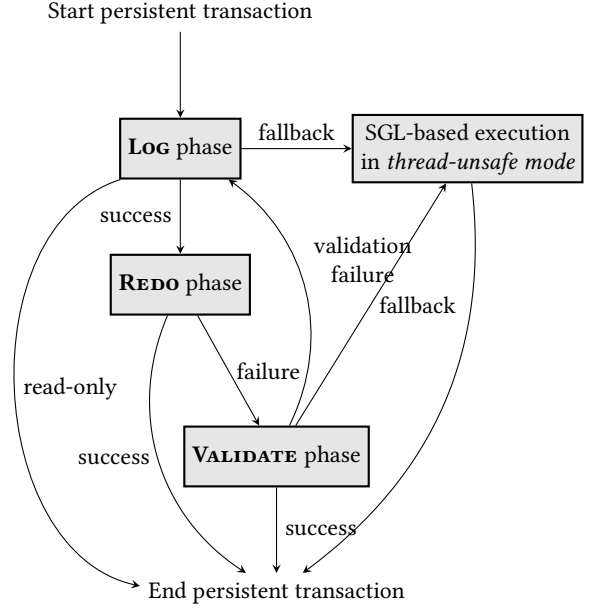 Start persistent transaction
LOG phase
fallback
SGL-based execution
in thread-unsafe mode
success
validation
failure
REDO phase
fallback
failure
read-only
success
VALIDATE phase
success
End persistent transaction